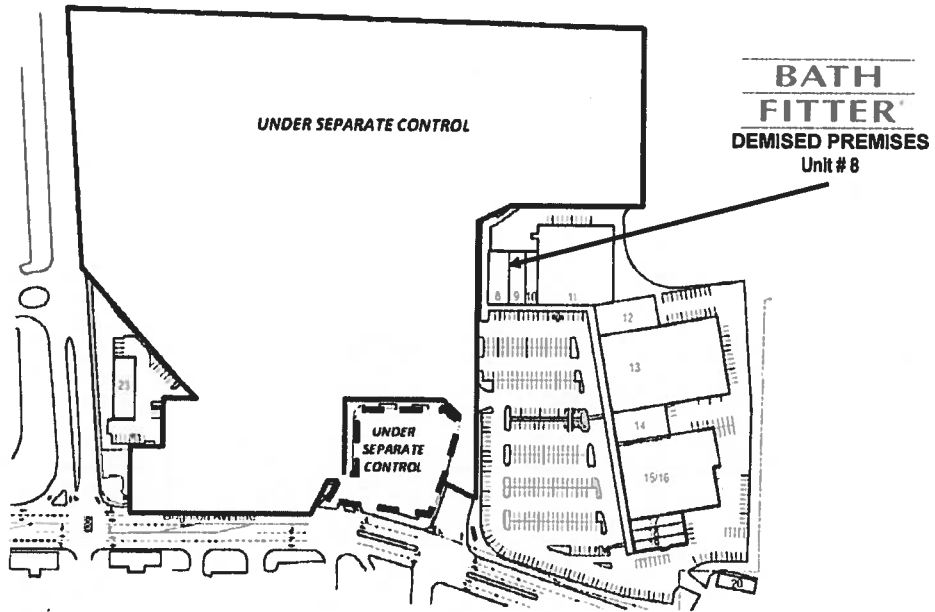 UNDER SEPARATE CONTROL
BATH
FITTER
DEMISED PREMISES
Unit # 8
8
9
10
11
12
13
23
14
UNDER
SEPARATE
CONTROL
15/16
20